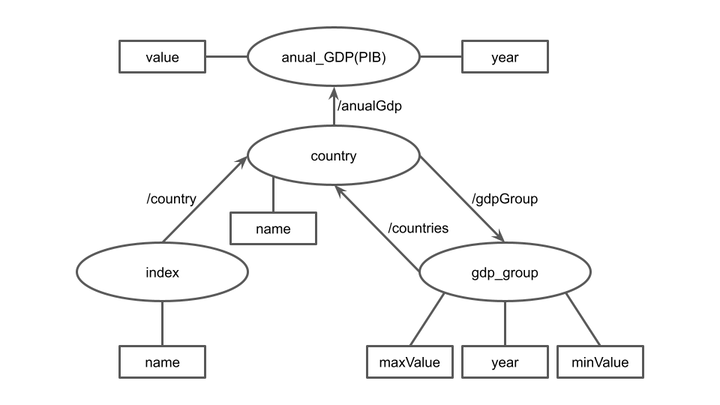 value
anual_GDP(PIB)
year
/anualGdp
country
/country
/gdpGroup
name
/countries
index
gdp_group
name
maxValue
year
minValue